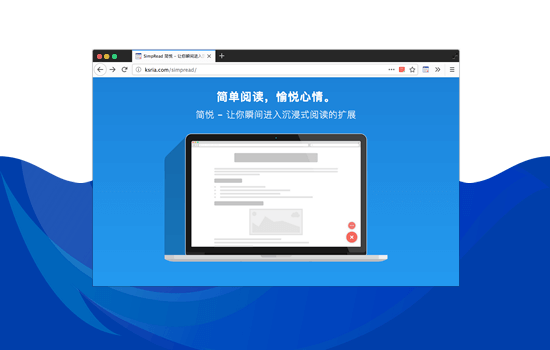 SimpRead 简悦 - 让你瞬间进入
ksria.com/simpread/
简单阅读，愉悦心情。
简悦 – 让你瞬间进入沉浸式阅读的扩展